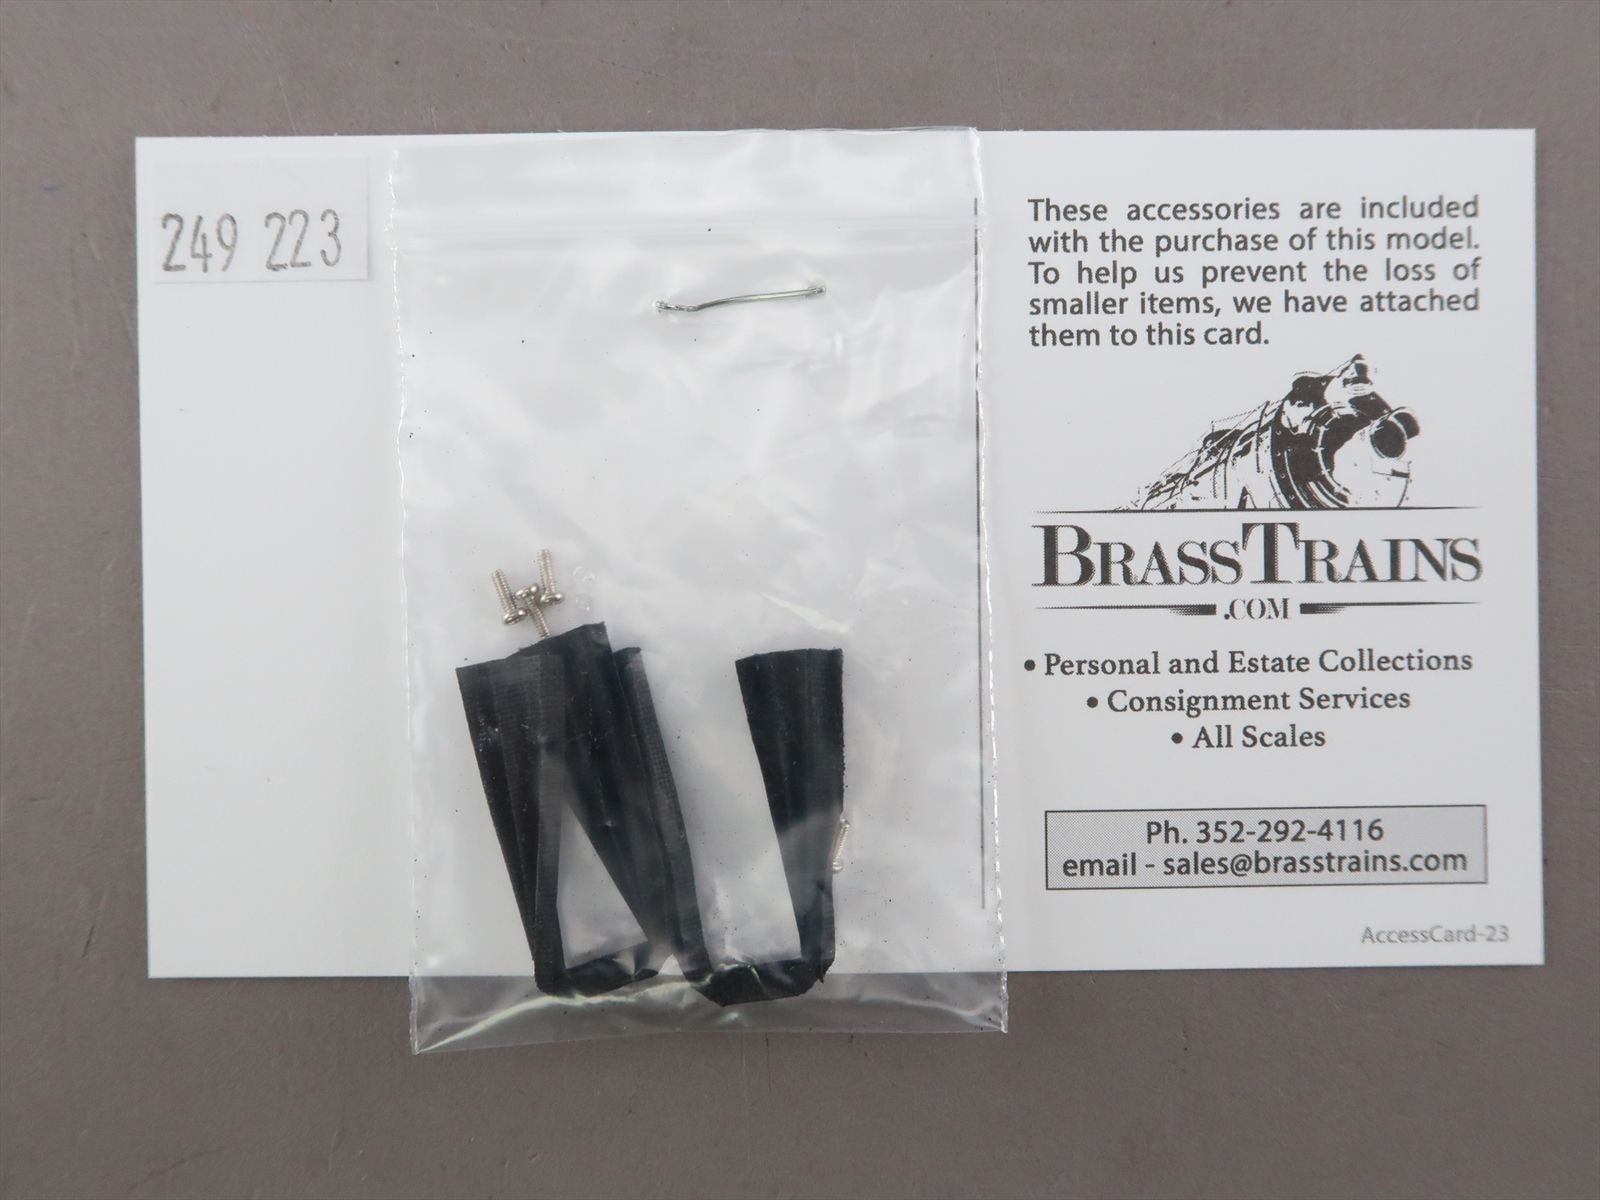 249 223
These accessories are included
with the purchase of this model.
To help us prevent the loss of
smaller items, we have attached
them to this card.
BRASSTRAINS
.COM
• Personal and Estate Collections
• Consignment Services
• All Scales
Ph. 352-292-4116
email - sales@brasstrains.com
AccessCard-23